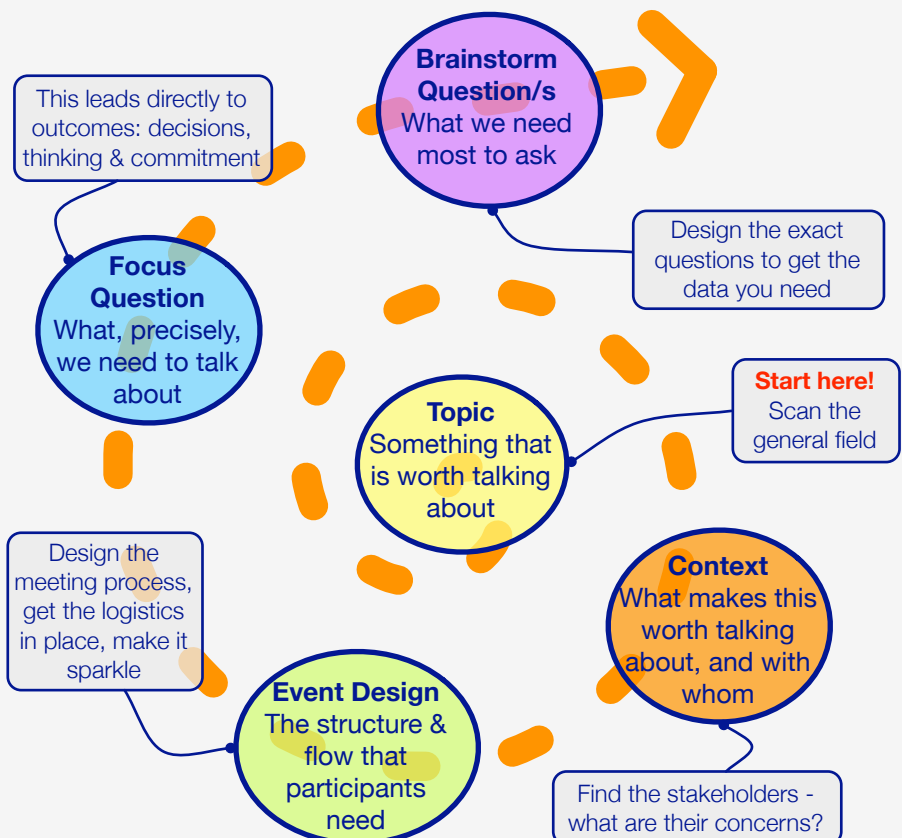 Brainstorm
Question/s
What we need
most to ask
This leads directly to
outcomes: decisions,
thinking & commitment
Design the exact
questions to get the
data you need
Focus
Question
What, precisely,
we need to talk
about
Start here!
Scan the
general field
Topic
Something that
is worth talking
about
Design the
meeting process,
get the logistics
in place, make it
sparkle
Context
What makes this
worth talking
about, and with
whom
Event Design
The structure &
flow that
participants
need
Find the stakeholders -
what are their concerns?